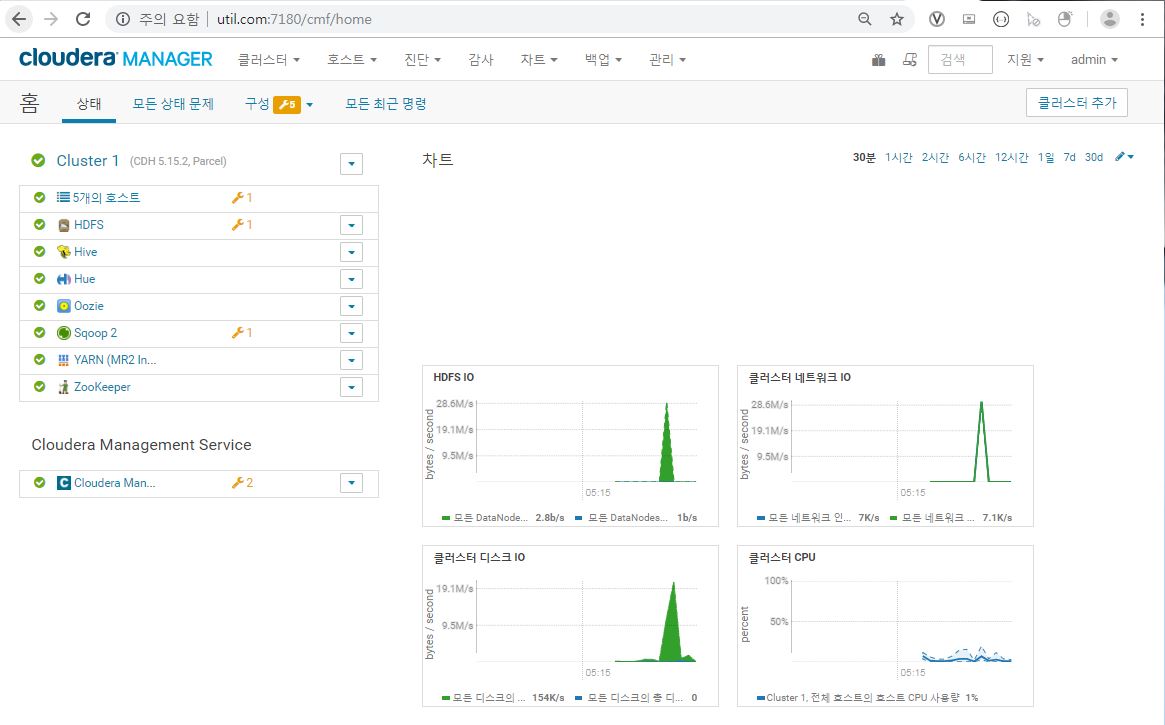 주의 요함 util.com:7180/cmf/home
cloudera MANAGER 클러스터 호스트 진단 감사 차트 백업 관리 검색 지원 admin
홈 상태 모든 상태 문제 구성 5 모든 최근 명령 클러스터 추가
Cluster 1 (CDH 5.15.2, Parcel)
5개의 호스트 1
HDFS 1
Hive
Hue
Oozie
Sqoop 2 1
YARN (MR2 In...
ZooKeeper
Cloudera Management Service
Cloudera Man... 2
차트 30분 1시간 2시간 6시간 12시간 1일 7d 30d
HDFS IO
bytes / second
28.6M/s
19.1M/s
9.5M/s
05:15
모든 DataNode... 2.8b/s 모든 DataNodes... 1b/s
클러스터 네트워크 IO
bytes / second
28.6M/s
19.1M/s
9.5M/s
05:15
모든 네트워크 인... 7K/s 모든 네트워크 ... 7.1K/s
클러스터 디스크 IO
bytes / second
19.1M/s
9.5M/s
05:15
모든 디스크의 ... 154K/s 모든 디스크의 총 디... 0
클러스터 CPU
percent
100%
50%
05:15
Cluster 1, 전체 호스트의 호스트 CPU 사용량 1%